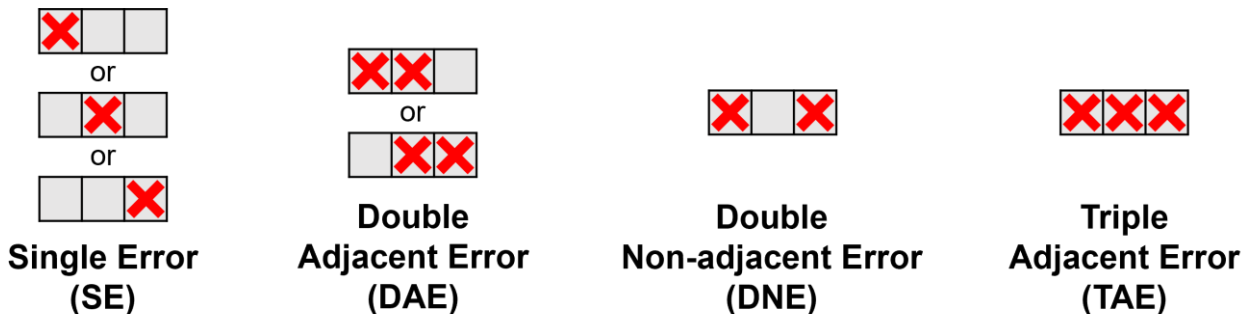 or
or
Single Error
(SE)
or
Double
Adjacent Error
(DAE)
Double
Non-adjacent Error
(DNE)
Triple
Adjacent Error
(TAE)